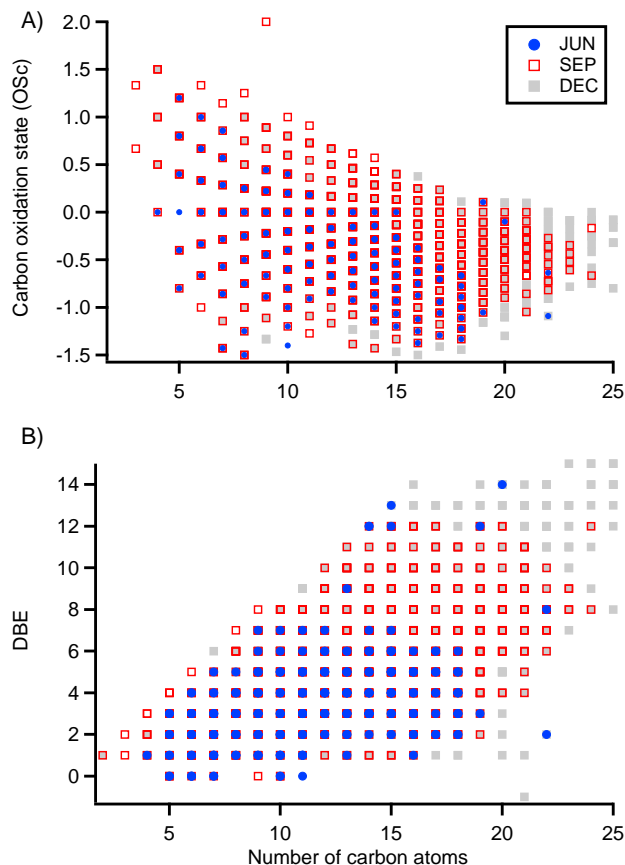 A)
Carbon oxidation state (OSc)
2.0
1.5
1.0
0.5
0.0
-0.5
-1.0
-1.5
JUN
SEP
DEC
5 10 15 20 25
B)
DBE
14
12
10
8
6
4
2
0
5 10 15 20 25
Number of carbon atoms